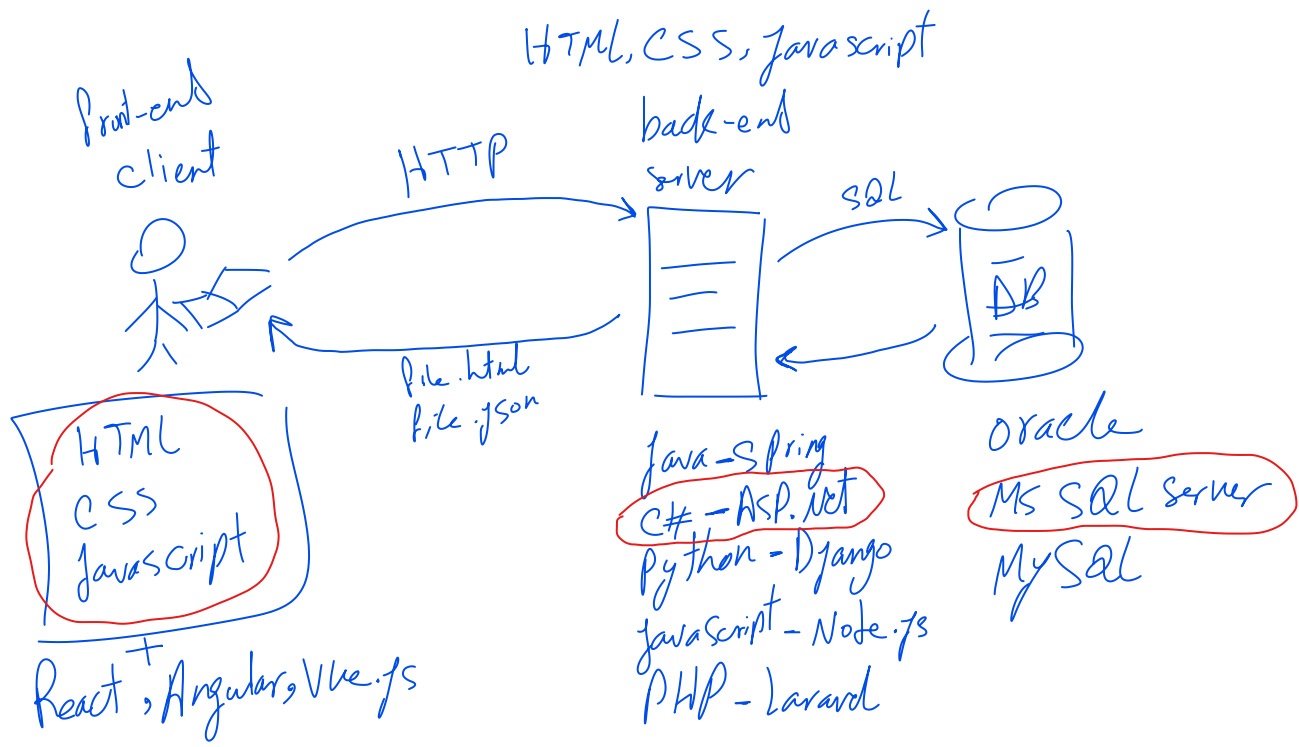 HTML, CSS, Javascript
front-end
client
HTTP
back-end
server
SQL
DB
file.html
file.json
HTML
CSS
Javascript
+
React, Angular, Vue.js
Java - Spring
C# - ASP.Net
Python - Django
JavaScript - Node.js
PHP - Laravel
oracle
MS SQL server
MySQL